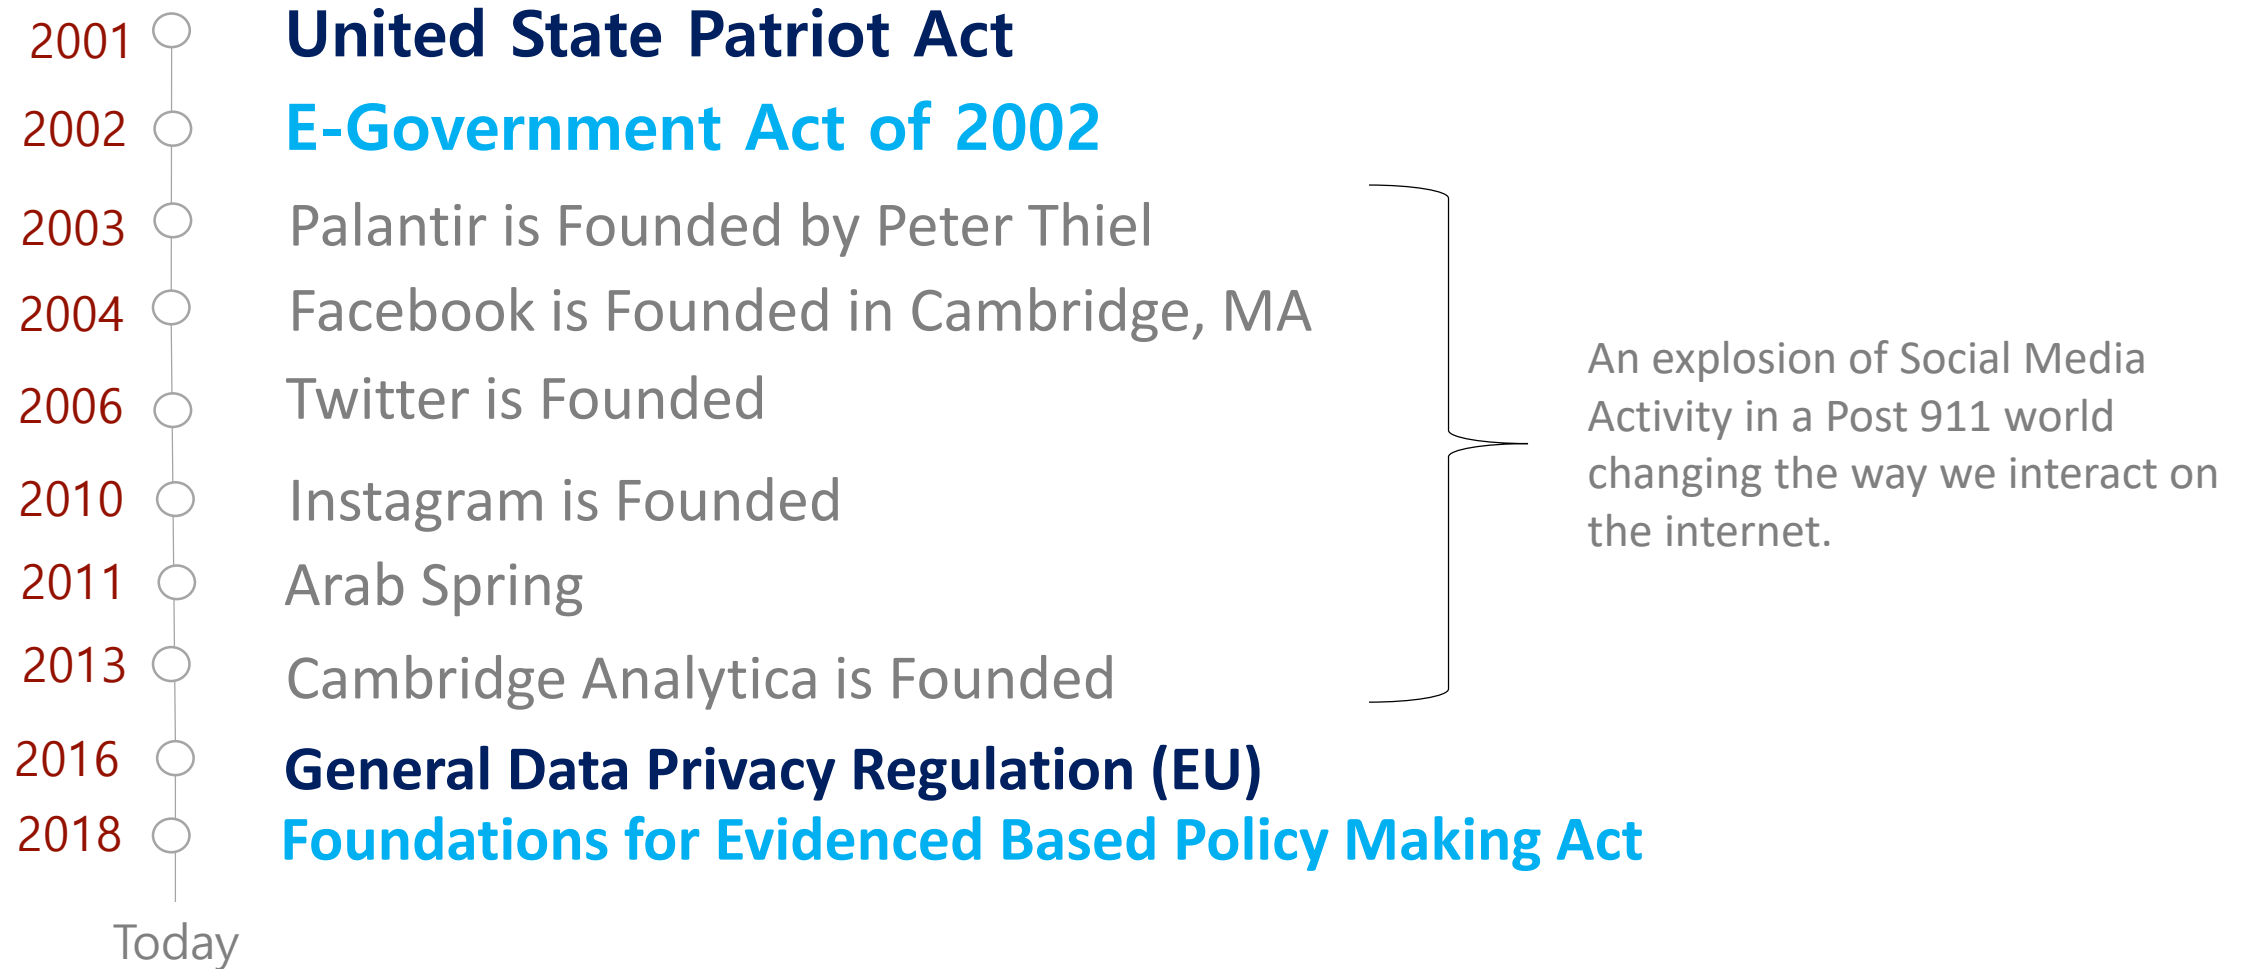 2001 United State Patriot Act
2002 E-Government Act of 2002
2003 Palantir is Founded by Peter Thiel
2004 Facebook is Founded in Cambridge, MA
2006 Twitter is Founded
2010 Instagram is Founded
2011 Arab Spring
2013 Cambridge Analytica is Founded
An explosion of Social Media
Activity in a Post 911 world
changing the way we interact on
the internet.
2016 General Data Privacy Regulation (EU)
2018 Foundations for Evidenced Based Policy Making Act
Today